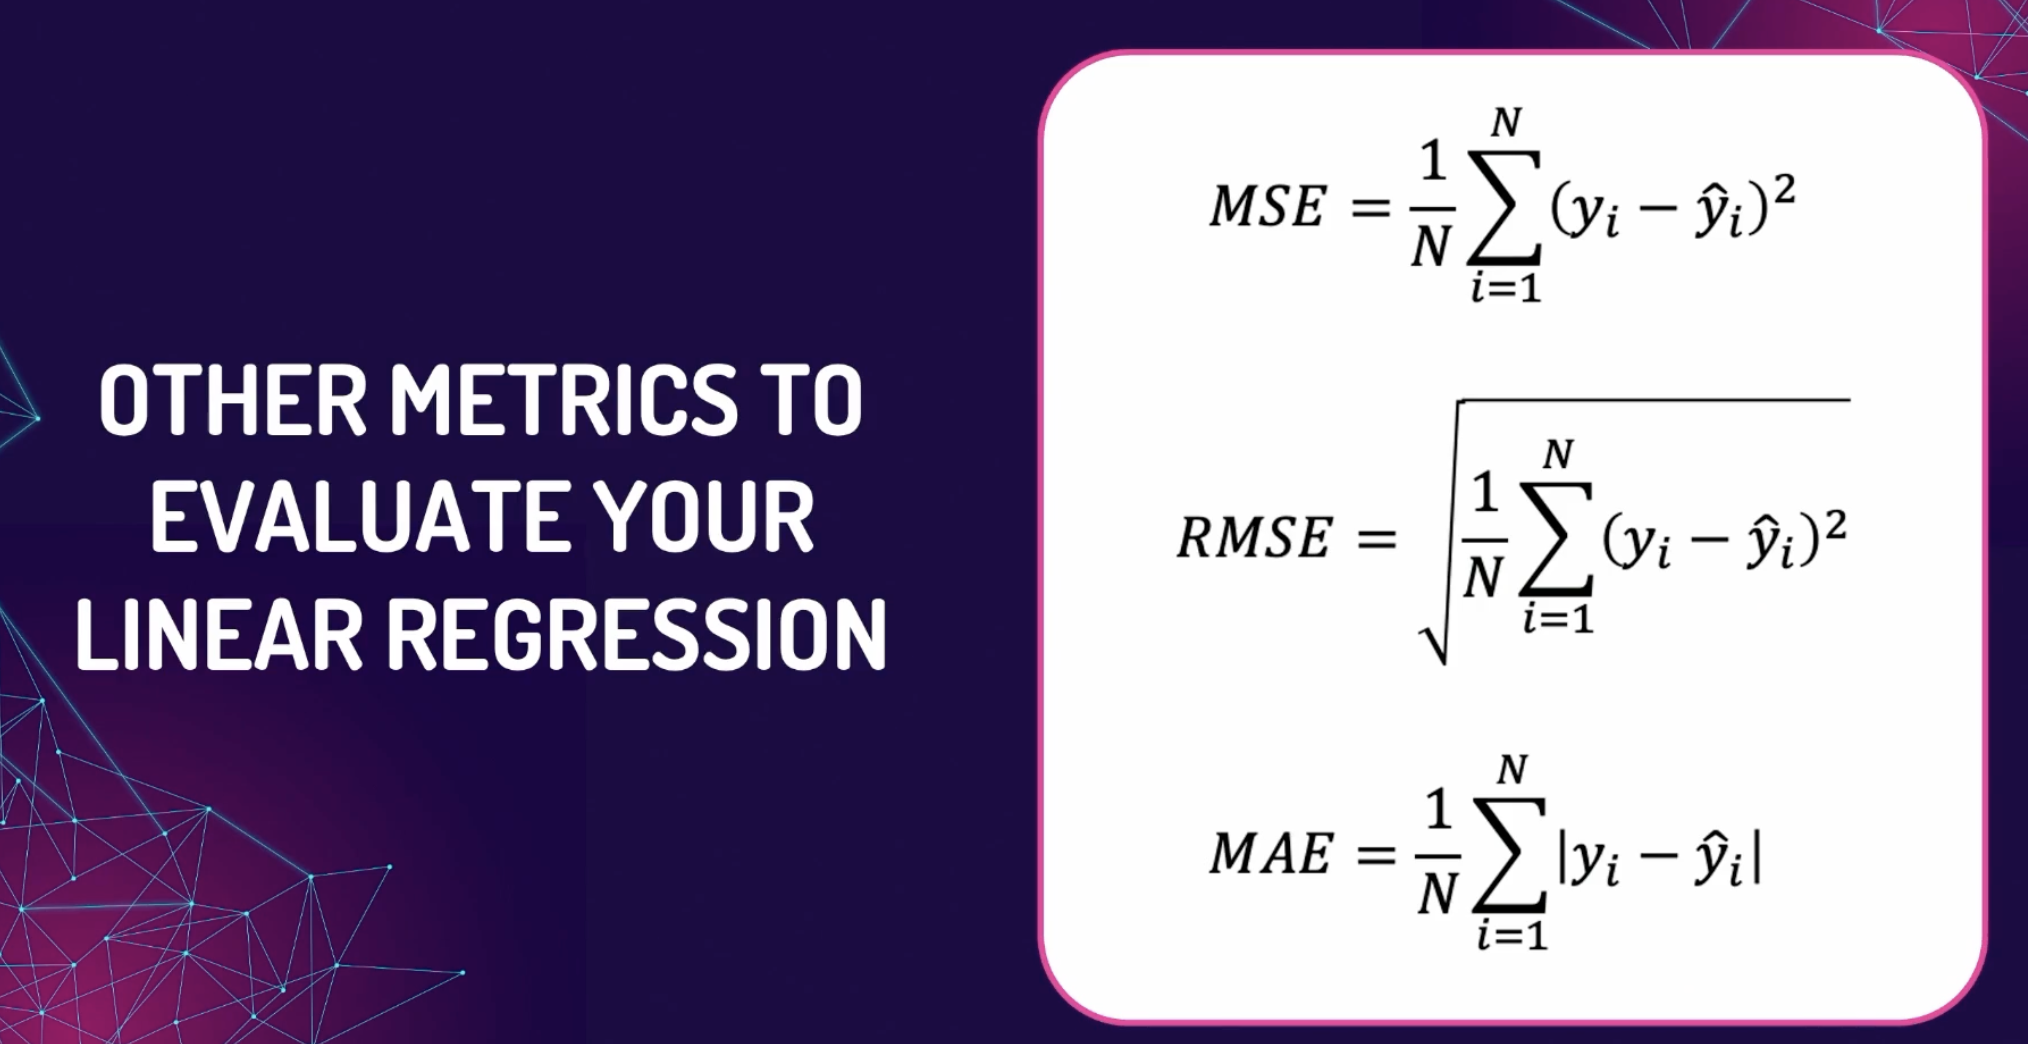 OTHER METRICS TO
EVALUATE YOUR
LINEAR REGRESSION
MSE = \frac{1}{N} \sum_{i=1}^{N} (y_i - \hat{y}_i)^2
RMSE = \sqrt{\frac{1}{N} \sum_{i=1}^{N} (y_i - \hat{y}_i)^2}
MAE = \frac{1}{N} \sum_{i=1}^{N} |y_i - \hat{y}_i|